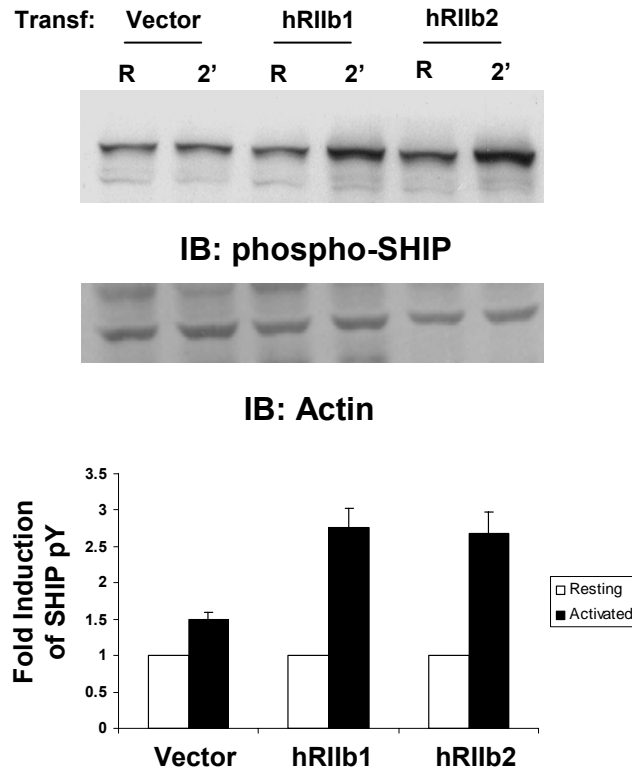 Transf: Vector hRIIb1 hRIIb2
R 2’ R 2’ R 2’
IB: phospho-SHIP
IB: Actin
Fold Induction
of SHIP pY
3.5
3
2.5
2
1.5
1
0.5
0
Resting
Activated
Vector hRIIb1 hRIIb2